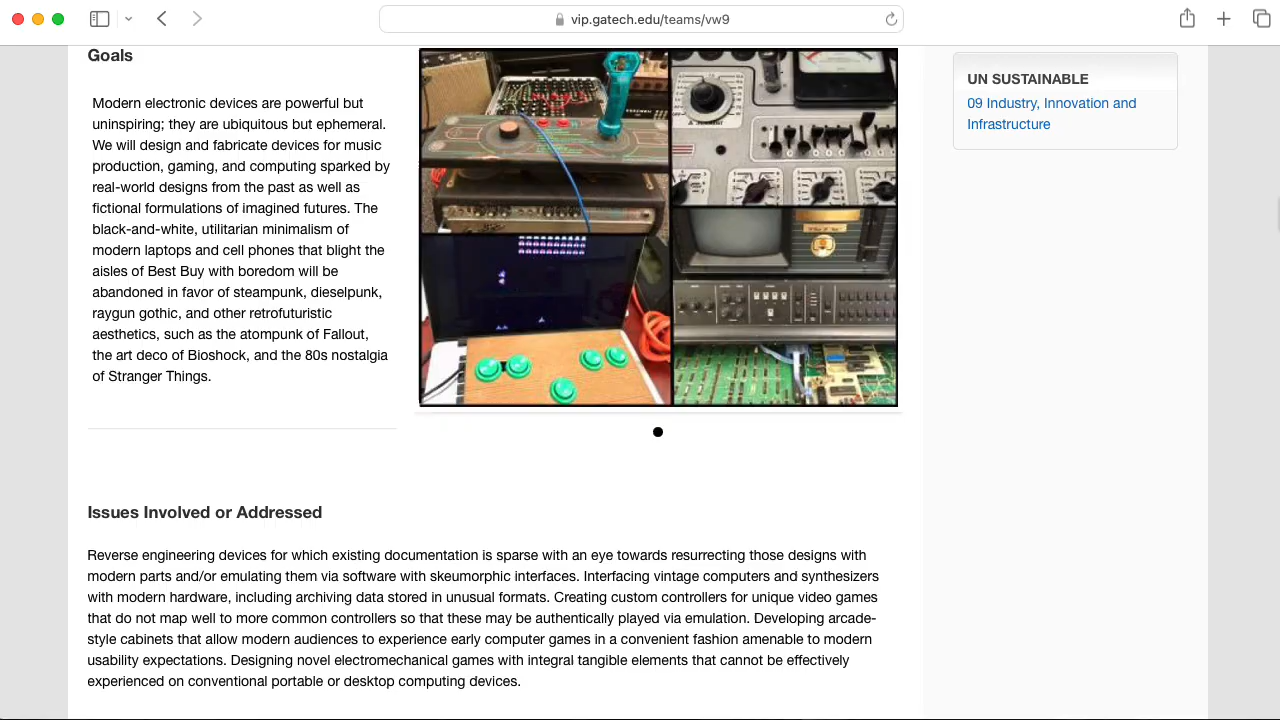 vip.gatech.edu/teams/vw9
Goals
Modern electronic devices are powerful but
uninspiring; they are ubiquitous but ephemeral.
We will design and fabricate devices for music
production, gaming, and computing sparked by
real-world designs from the past as well as
fictional formulations of imagined futures. The
black-and-white, utilitarian minimalism of
modern laptops and cell phones that blight the
aisles of Best Buy with boredom will be
abandoned in favor of steampunk, dieselpunk,
raygun gothic, and other retrofuturistic
aesthetics, such as the atompunk of Fallout,
the art deco of Bioshock, and the 80s nostalgia
of Stranger Things.
UN SUSTAINABLE
09 Industry, Innovation and
Infrastructure
Issues Involved or Addressed
Reverse engineering devices for which existing documentation is sparse with an eye towards resurrecting those designs with
modern parts and/or emulating them via software with skeumorphic interfaces. Interfacing vintage computers and synthesizers
with modern hardware, including archiving data stored in unusual formats. Creating custom controllers for unique video games
that do not map well to more common controllers so that these may be authentically played via emulation. Developing arcade-
style cabinets that allow modern audiences to experience early computer games in a convenient fashion amenable to modern
usability expectations. Designing novel electromechanical games with integral tangible elements that cannot be effectively
experienced on conventional portable or desktop computing devices.